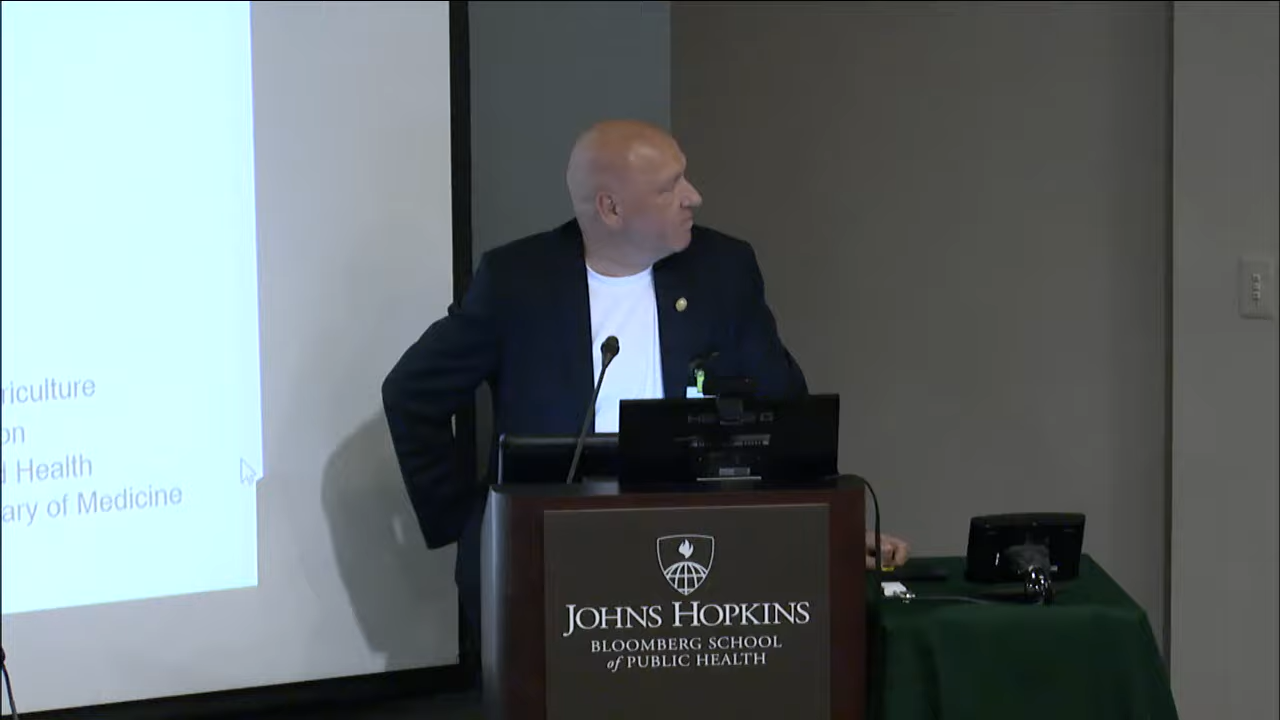 riculture
on
d Health
ary of Medicine
JOHNS HOPKINS
BLOOMBERG SCHOOL
of PUBLIC HEALTH